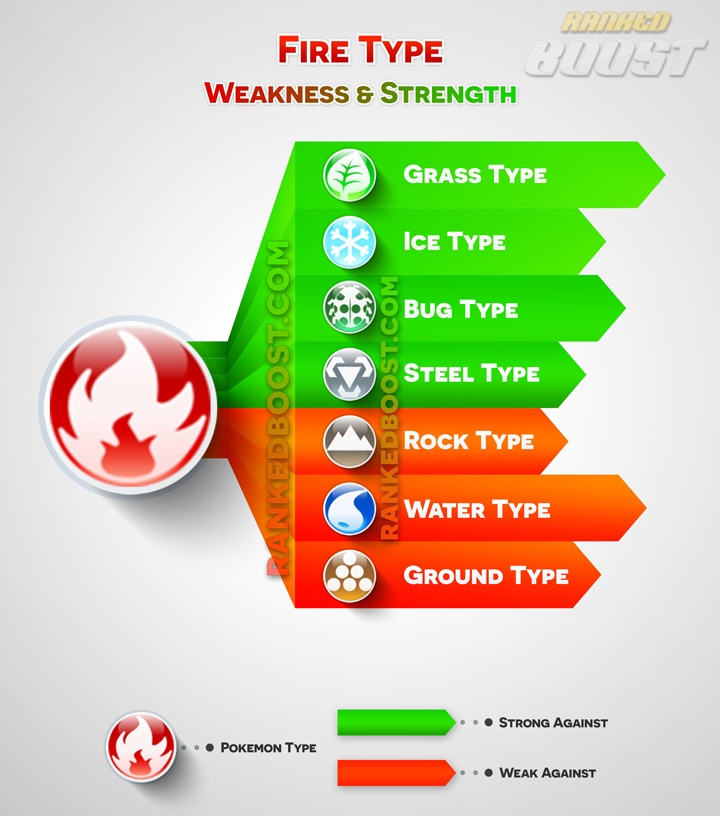 RANKED
BOOST
Fire Type
Weakness & Strength
Grass Type
Ice Type
Bug Type
Steel Type
Rock Type
Water Type
Ground Type
RANKEDBOOST.COM
RANKEDBOOST.COM
Pokemon Type
Strong Against
Weak Against